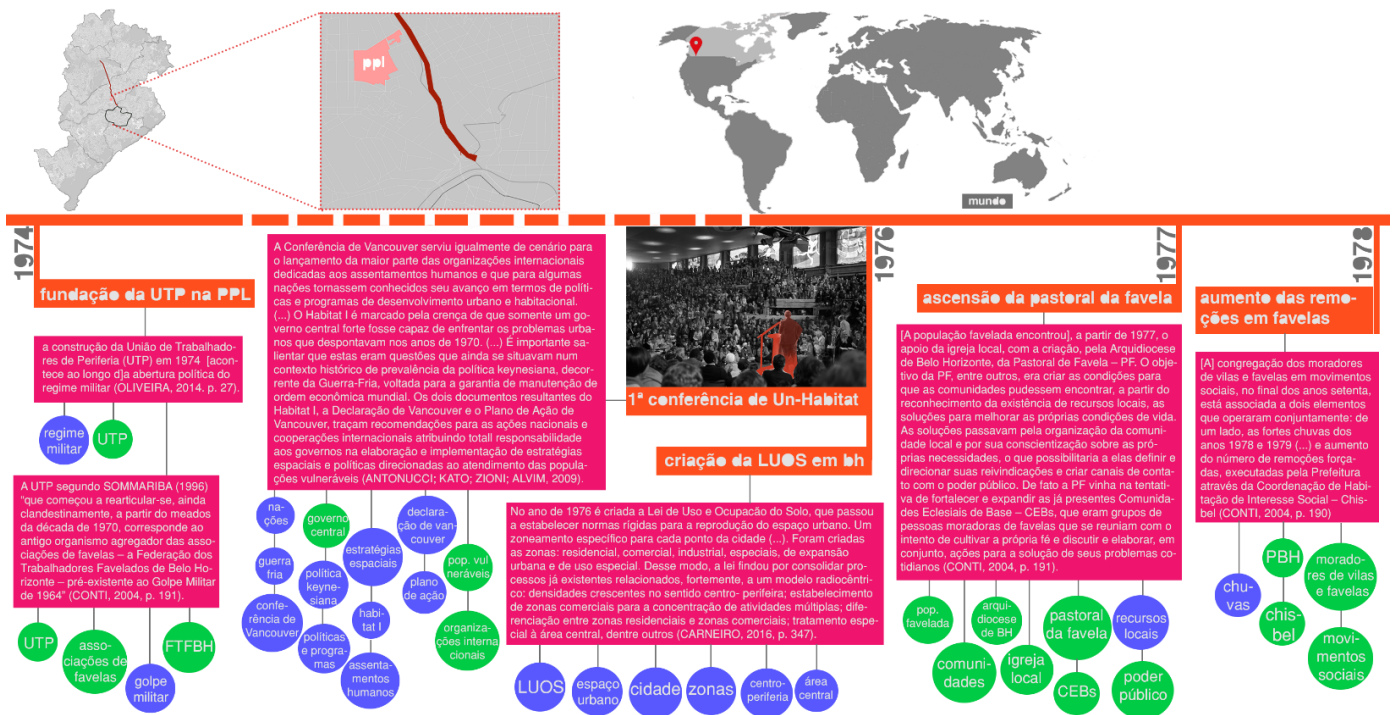 ppl
mundo
1974
fundação da UTP na PPL
a construção da União de Trabalhado-
res de Periferia (UTP) em 1974 [acon-
tece ao longo d]a abertura política do
regime militar (OLIVEIRA, 2014. p. 27).
regime
militar
UTP
A UTP segundo SOMMARIBA (1996)
“que começou a rearticular-se, ainda
clandestinamente, a partir do meados
da década de 1970, corresponde ao
antigo organismo agregador das asso-
ciações de favelas – a Federação dos
Trabalhadores Favelados de Belo Ho-
rizonte – pré-existente ao Golpe Militar
de 1964” (CONTI, 2004, p. 191).
UTP
asso-
ciações de
favelas
golpe
militar
FTFBH
A Conferência de Vancouver serviu igualmente de cenário para
o lançamento da maior parte das organizações internacionais
dedicadas aos assentamentos humanos e que para algumas
nações tornassem conhecidos seu avanço em termos de políti-
cas e programas de desenvolvimento urbano e habitacional.
(...) O Habitat I é marcado pela crença de que somente um go-
verno central forte fosse capaz de enfrentar os problemas urba-
nos que despontavam nos anos de 1970. (...) É importante sa-
lientar que estas eram questões que ainda se situavam num
contexto histórico de prevalência da política keynesiana, decor-
rente da Guerra-Fria, voltada para a garantia de manutenção de
ordem econômica mundial. Os dois documentos resultantes do
Habitat I, a Declaração de Vancouver e o Plano de Ação de
Vancouver, traçam recomendações para as ações nacionais e
cooperações internacionais atribuindo totall responsabilidade
aos governos na elaboração e implementação de estratégias
espaciais e políticas direcionadas ao atendimento das popula-
ções vulneráveis (ANTONUCCI; KATO; ZIONI; ALVIM, 2009).
na-
ções
guerra
fria
confe-
rência de
Vancouver
governo
central
política
keyne-
siana
políticas
e progra-
mas
estratégias
espaciais
habi-
tat I
assenta-
mentos
humanos
declara-
ção de van-
couver
plano
de ação
pop. vul
neráveis
organiza-
ções interna
cionais
1976
1ª conferência de Un-Habitat
criação da LUOS em bh
No ano de 1976 é criada a Lei de Uso e Ocupacão do Solo, que passou
a estabelecer normas rígidas para a reprodução do espaço urbano. Um
zoneamento específico para cada ponto da cidade (...). Foram criadas
as zonas: residencial, comercial, industrial, especiais, de expansão
urbana e de uso especial. Desse modo, a lei findou por consolidar pro-
cessos já existentes relacionados, fortemente, a um modelo radiocêntri-
co: densidades crescentes no sentido centro- perifeira; estabelecimento
de zonas comerciais para a concentração de atividades múltiplas; dife-
renciação entre zonas residenciais e zonas comerciais; tratamento espe-
cial à área central, dentre outros (CARNEIRO, 2016, p. 347).
LUOS
espaço
urbano
cidade
zonas
centro-
periferia
área
central
1977
ascensão da pastoral da favela
[A população favelada encontrou], a partir de 1977, o
apoio da igreja local, com a criação, pela Arquidiocese
de Belo Horizonte, da Pastoral de Favela – PF. O obje-
tivo da PF, entre outros, era criar as condições para
que as comunidades pudessem encontrar, a partir do
reconhecimento da existência de recursos locais, as
soluções para melhorar as próprias condições de vida.
As soluções passavam pela organização da comuni-
dade local e por sua conscientização sobre as pró-
prias necessidades, o que possibilitaria a elas definir e
direcionar suas reivindicações e criar canais de conta-
to com o poder público. De fato a PF vinha na tentati-
va de fortalecer e expandir as já presentes Comunida-
des Eclesiais de Base – CEBs, que eram grupos de
pessoas moradoras de favelas que se reuniam com o
intento de cultivar a própria fé e discutir e elaborar, em
conjunto, ações para a solução de seus problemas co-
tidianos (CONTI, 2004, p. 191).
pop.
favelada
comuni-
dades
arqui-
diocese
de BH
igreja
local
pastoral
da favela
CEBs
recursos
locais
poder
público
1978
aumento das remo-
ções em favelas
[A] congregação dos moradores
de vilas e favelas em movimentos
sociais, no final dos anos setenta,
está associada a dois elementos
que operaram conjuntamente: de
um lado, as fortes chuvas dos
anos 1978 e 1979 (...) e aumento
do número de remoções força-
das, executadas pela Prefeitura
através da Coordenação de Habi-
tação de Interesse Social – Chis-
bel (CONTI, 2004, p. 190)
chu-
vas
PBH
chis-
bel
morado-
res de vilas
e favelas
movi-
mentos
sociais